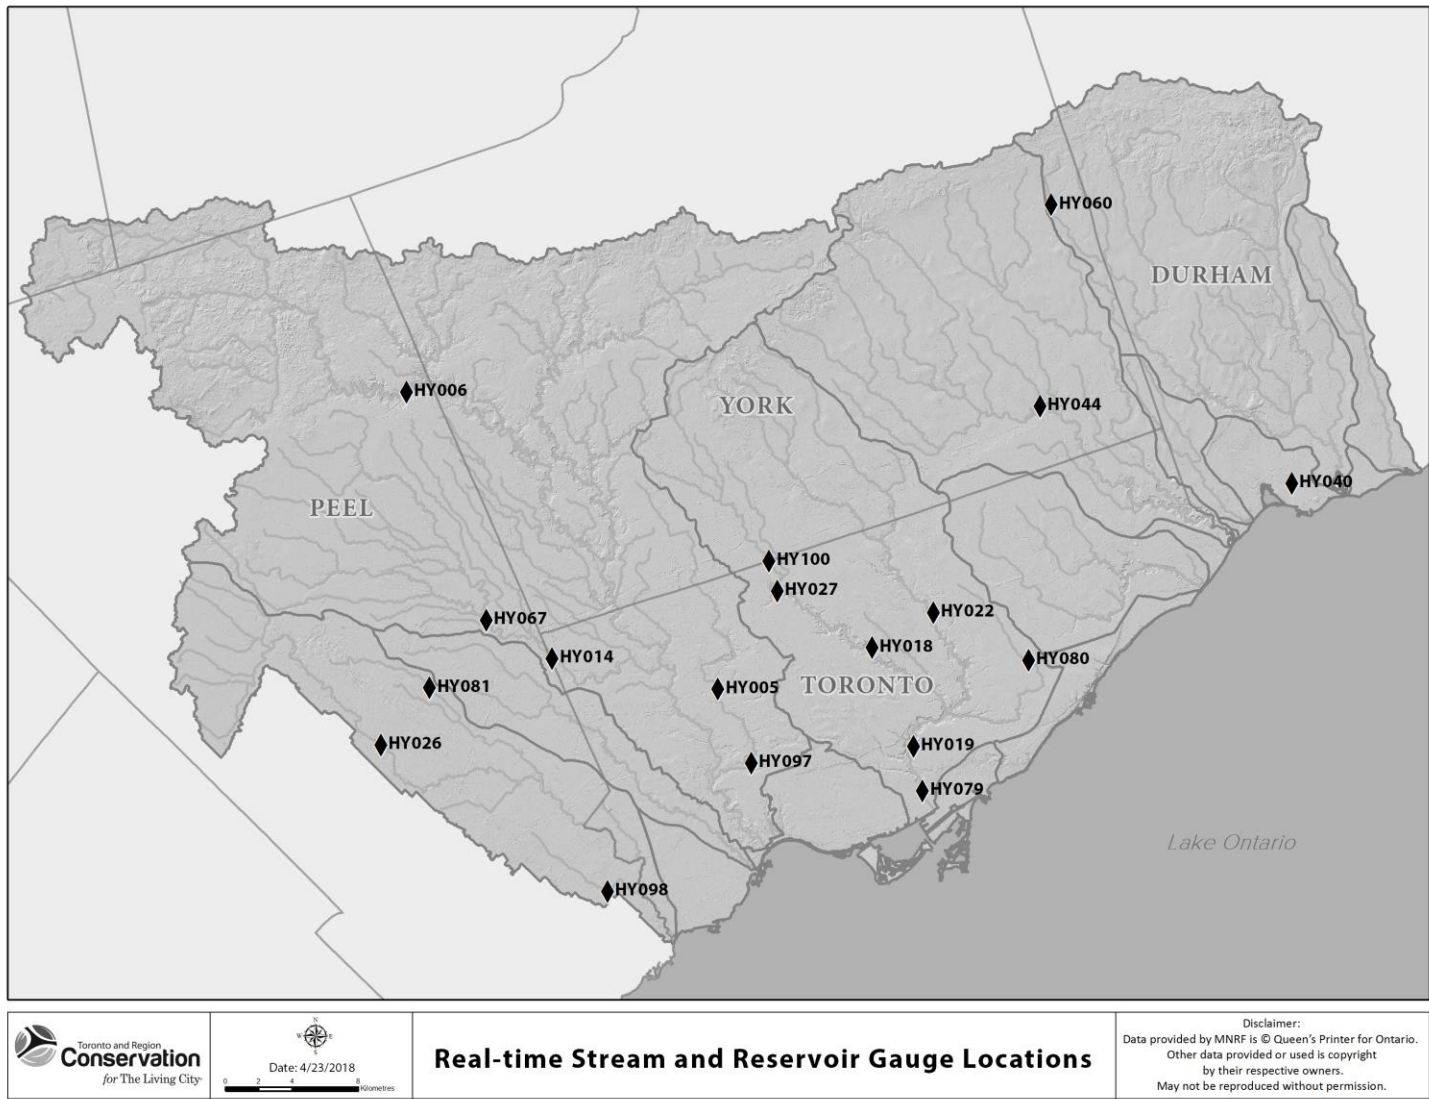 HY060
DURHAM
HY006
YORK
HY044
HY040
PEEL
HY100
HY027
HY022
HY067
HY018
HY014
HY080
HY081
HY005
TORONTO
HY026
HY019
HY097
HY079
Lake Ontario
HY098
Toronto and Region
Conservation
for The Living City
N
W E
S
Date: 4/23/2018
0 2 4 8
Kilometres
Real-time Stream and Reservoir Gauge Locations
Disclaimer:
Data provided by MNRF is © Queen's Printer for Ontario.
Other data provided or used is copyright
by their respective owners.
May not be reproduced without permission.